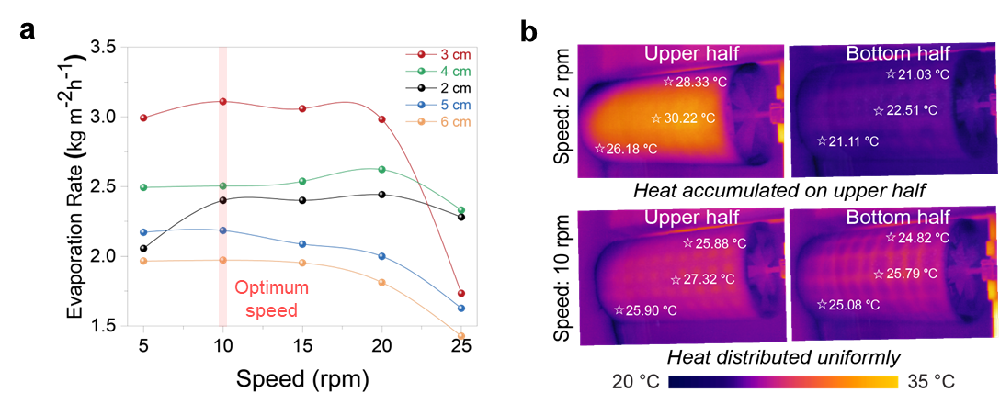 a
Evaporation Rate (kg m⁻²h⁻¹)
3.5
3.0
2.5
2.0
1.5
5
10
15
20
25
Speed (rpm)
3 cm
4 cm
2 cm
5 cm
6 cm
Optimum
speed
b
Speed: 2 rpm
Upper half
☆28.33 °C
☆30.22 °C
☆26.18 °C
Bottom half
☆21.03 °C
☆22.51 °C
☆21.11 °C
Heat accumulated on upper half
Speed: 10 rpm
Upper half
☆25.88 °C
☆27.32 °C
☆25.90 °C
Bottom half
☆24.82 °C
☆25.79 °C
☆25.08 °C
Heat distributed uniformly
20 °C
35 °C